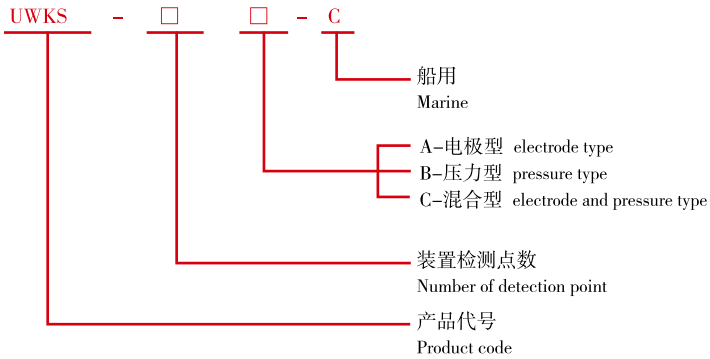 UWKS - □ □ - C
船用
Marine
A-电极型 electrode type
B-压力型 pressure type
C-混合型 electrode and pressure type
装置检测点数
Number of detection point
产品代号
Product code